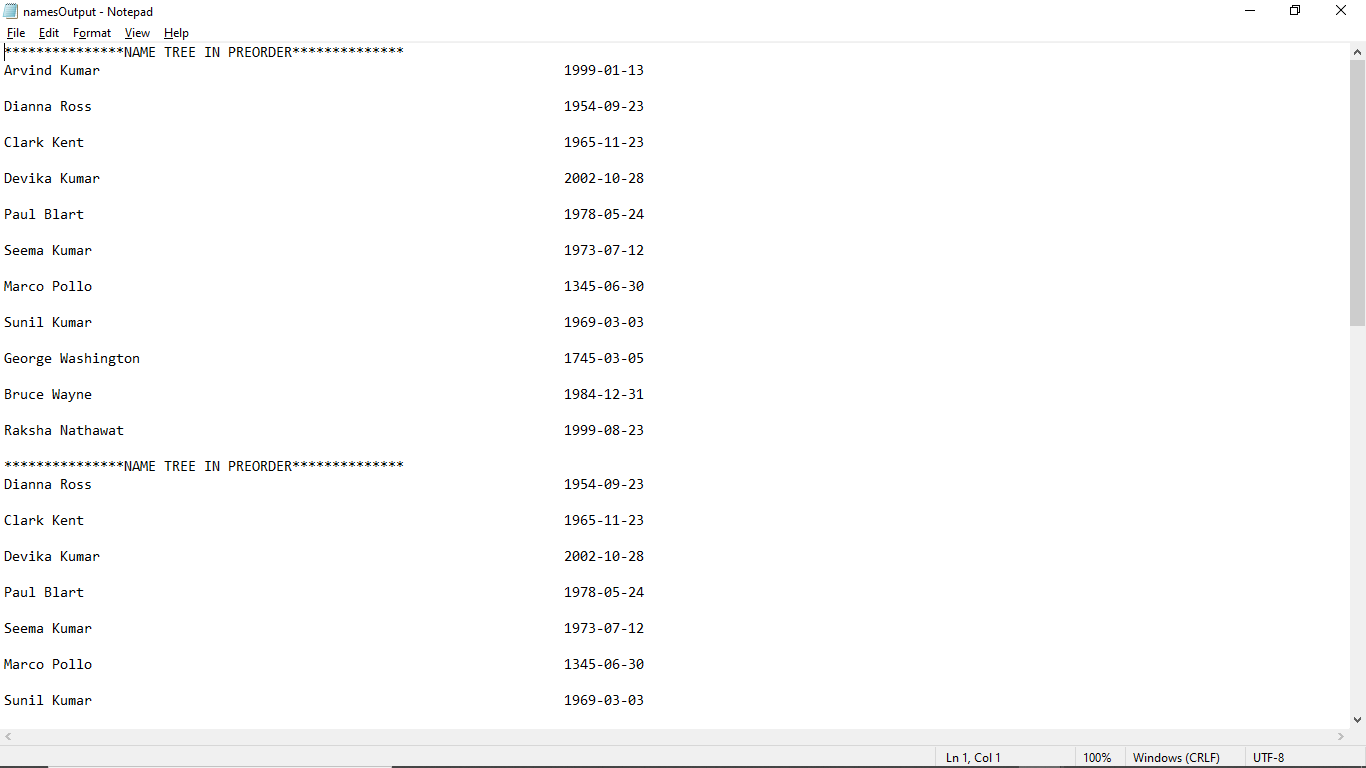 namesOutput - Notepad
File Edit Format View Help
***************NAME TREE IN PREORDER**************
Arvind Kumar 1999-01-13
Dianna Ross 1954-09-23
Clark Kent 1965-11-23
Devika Kumar 2002-10-28
Paul Blart 1978-05-24
Seema Kumar 1973-07-12
Marco Pollo 1345-06-30
Sunil Kumar 1969-03-03
George Washington 1745-03-05
Bruce Wayne 1984-12-31
Raksha Nathawat 1999-08-23
***************NAME TREE IN PREORDER**************
Dianna Ross 1954-09-23
Clark Kent 1965-11-23
Devika Kumar 2002-10-28
Paul Blart 1978-05-24
Seema Kumar 1973-07-12
Marco Pollo 1345-06-30
Sunil Kumar 1969-03-03
Ln 1, Col 1 100% Windows (CRLF) UTF-8